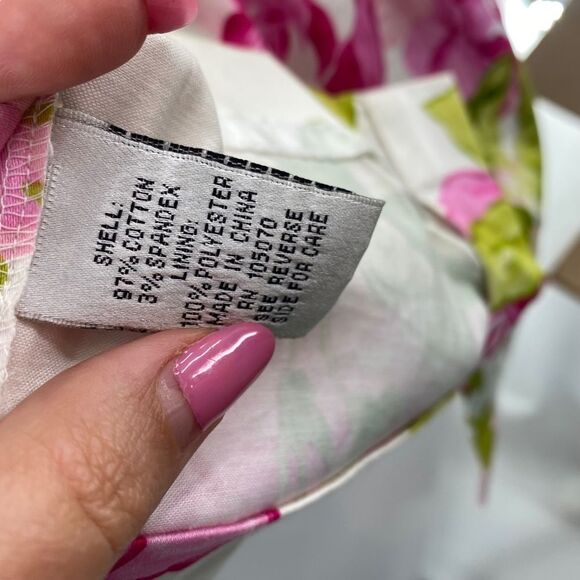 SHELL:
97% COTTON
3% SPANDEX
LINING:
100% POLYESTER
MADE IN CHINA
RN 105070
SEE REVERSE
SIDE FOR CARE